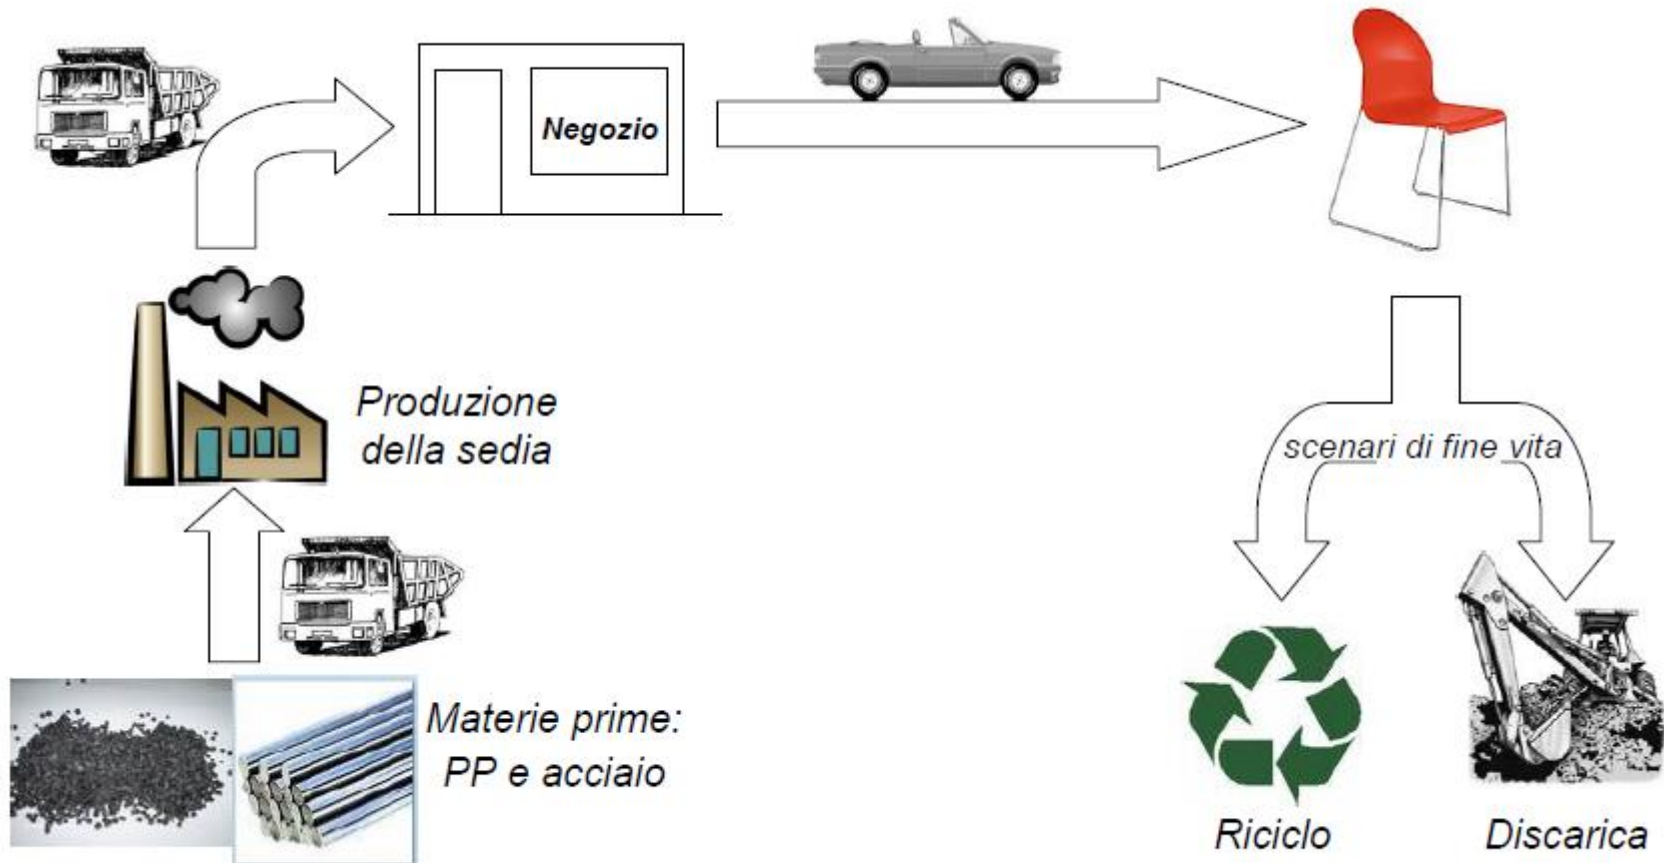 Negozio
Produzione
della sedia
scenari di fine vita
Materie prime:
PP e acciaio
Riciclo
Discarica